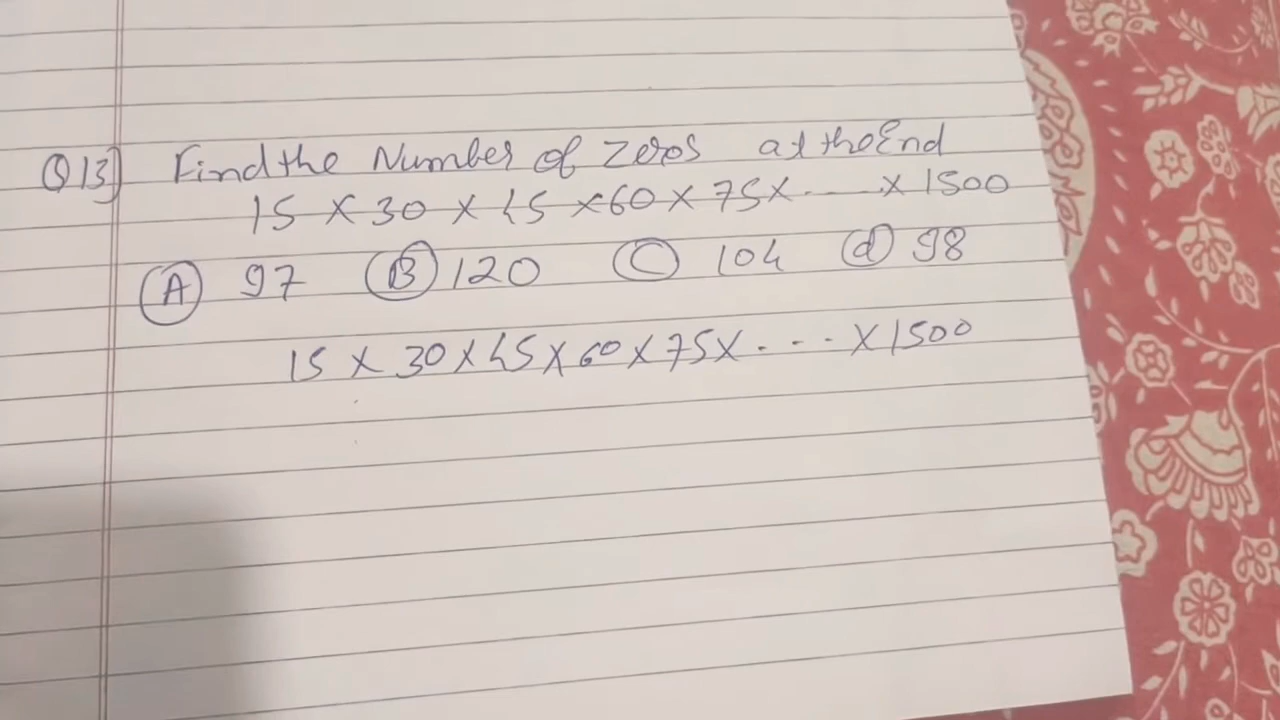 Q13] Find the Number of zeros at the End
15 × 30 × 45 × 60 × 75 × ..... × 1500
(A) 97 (B) 120 (C) 104 (d) 98
15 × 30 × 45 × 60 × 75 × . - - . × 1500